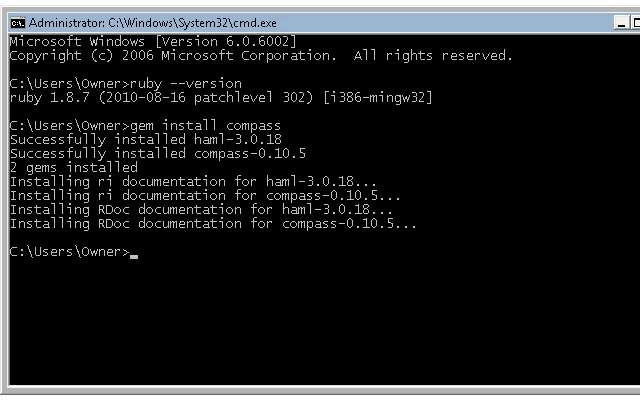 Administrator: C:\Windows\System32\cmd.exe
Microsoft Windows [Version 6.0.6002]
Copyright (c) 2006 Microsoft Corporation.  All rights reserved.
C:\Users\Owner>ruby --version
ruby 1.8.7 (2010-08-16 patchlevel 302) [i386-mingw32]
C:\Users\Owner>gem install compass
Successfully installed haml-3.0.18
Successfully installed compass-0.10.5
2 gems installed
Installing ri documentation for haml-3.0.18...
Installing ri documentation for compass-0.10.5...
Installing RDoc documentation for haml-3.0.18...
Installing RDoc documentation for compass-0.10.5...
C:\Users\Owner>